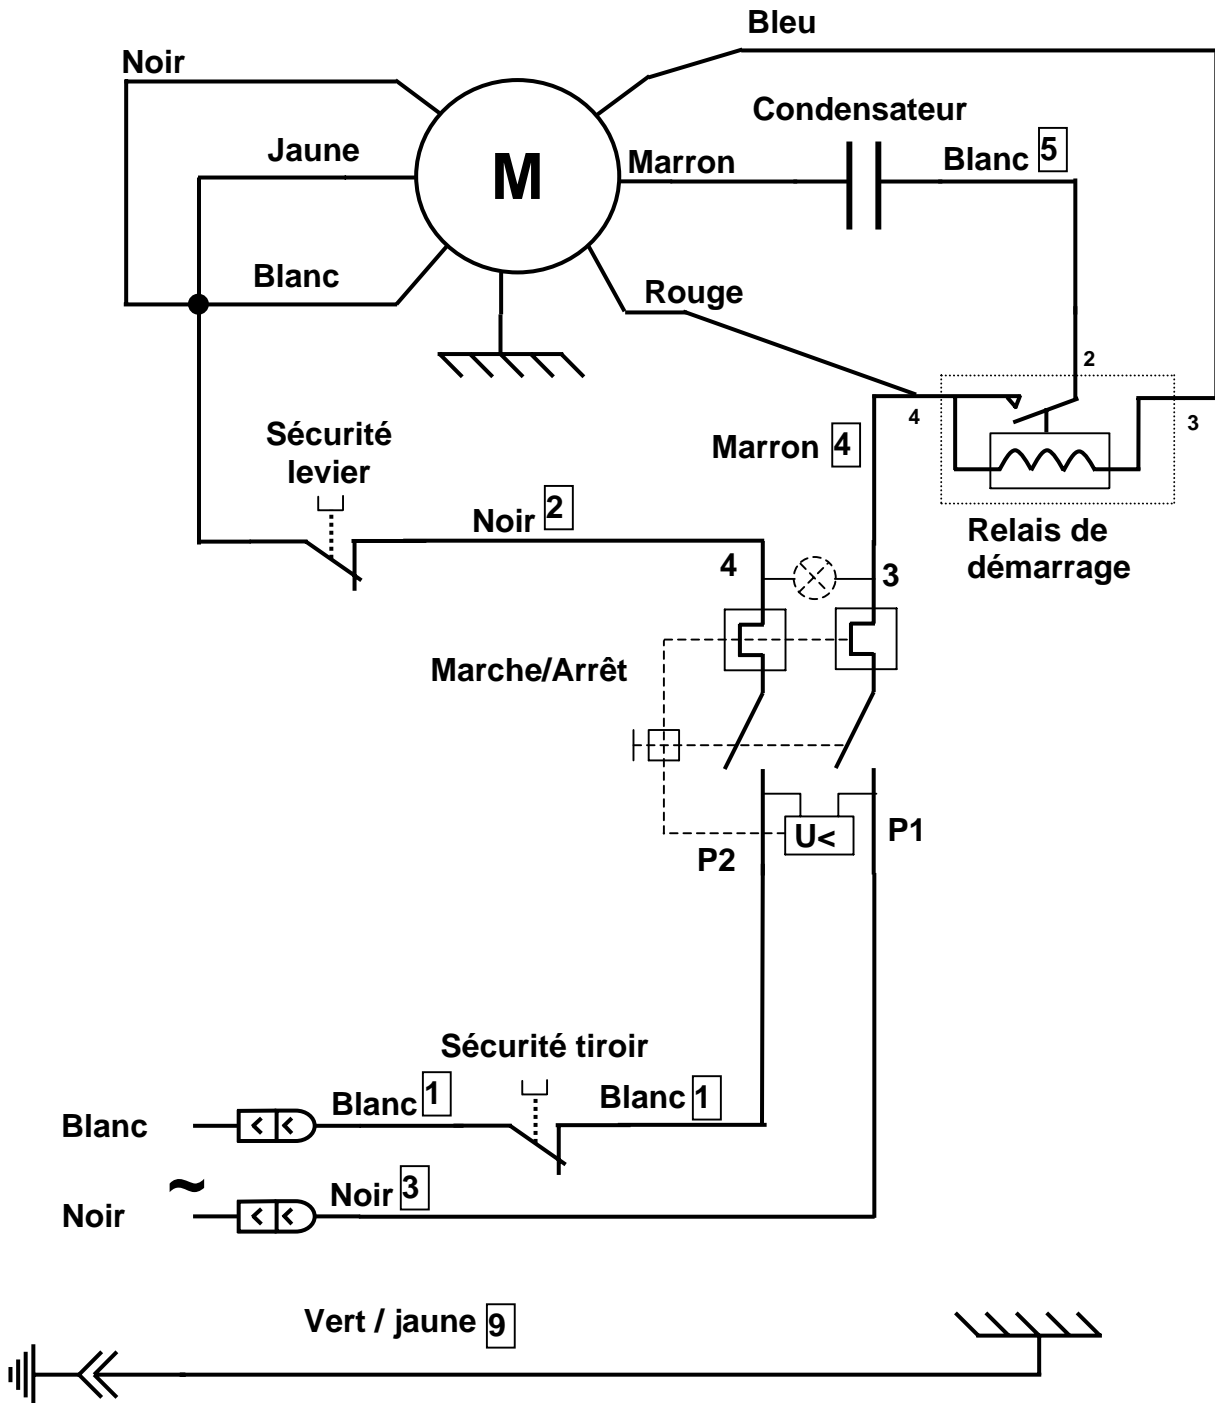 Bleu
Noir
Condensateur
Jaune
M
Marron
Blanc 5
Blanc
Rouge
2
4
3
Sécurité
levier
Marron 4
Noir 2
Relais de
démarrage
4
3
Marche/Arrêt
U<
P1
P2
Sécurité tiroir
Blanc
Blanc 1
Blanc 1
~
Noir
Noir 3
Vert / jaune 9